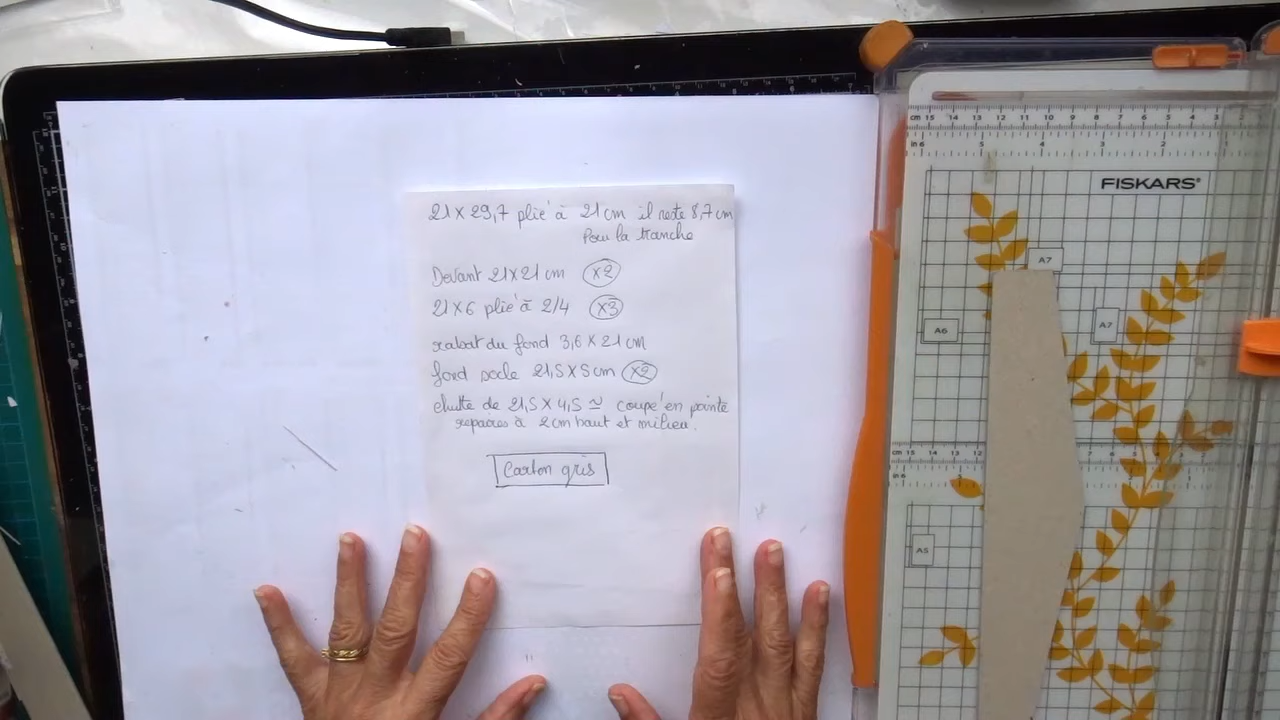 21 x 29,7 plié à 21 cm il reste 8,7 cm
Pour la tranche
Devant 21 x 21 cm x2
21 x 6 plié à 2/4 x3
rabat du fond 3,6 x 21 cm
fond socle 21,5 x 5 cm x2
chutte de 21,5 x 4,5 ≃ coupé en pointe
reperes à 2 cm haut et milieu.
Carton gris
FISKARS
A7
A6
A7
A5